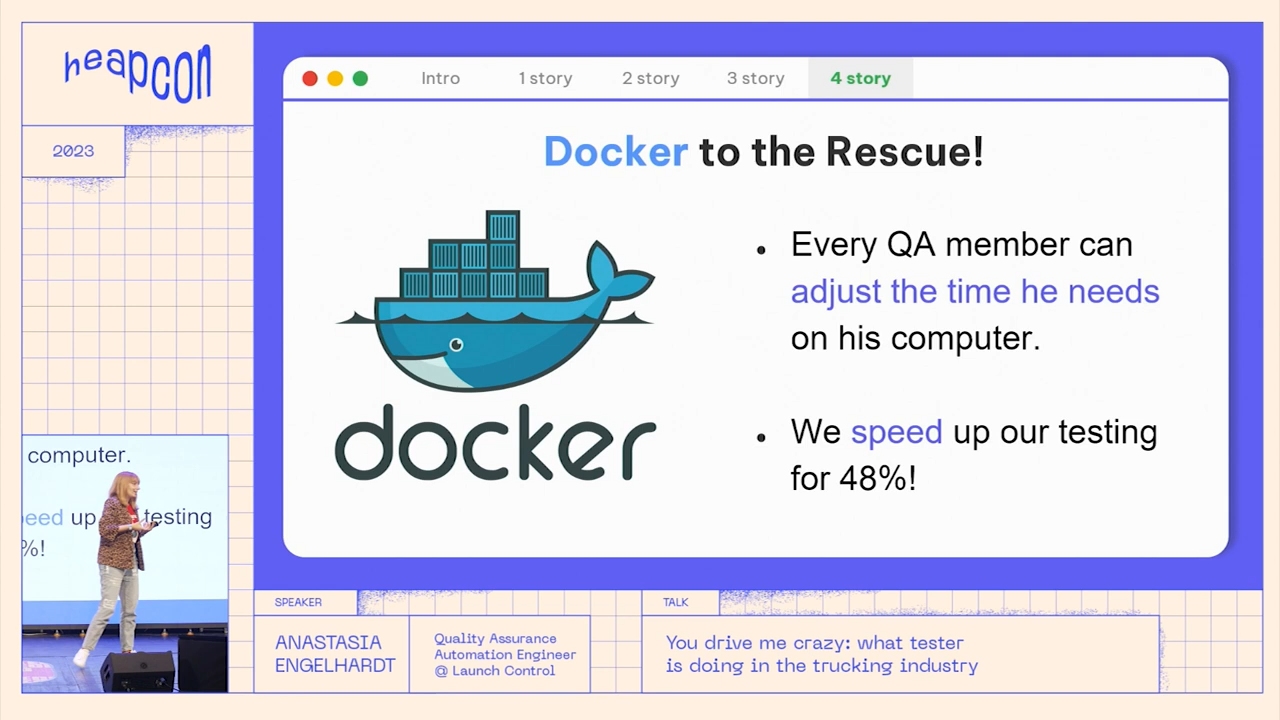 heapcon
2023
Intro
1 story
2 story
3 story
4 story
Docker to the Rescue!
docker
Every QA member can
adjust the time he needs
on his computer.
We speed up our testing
for 48%!
computer.
eed up testing
%!
SPEAKER
ANASTASIA
ENGELHARDT
Quality Assurance
Automation Engineer
@ Launch Control
TALK
You drive me crazy: what tester
is doing in the trucking industry